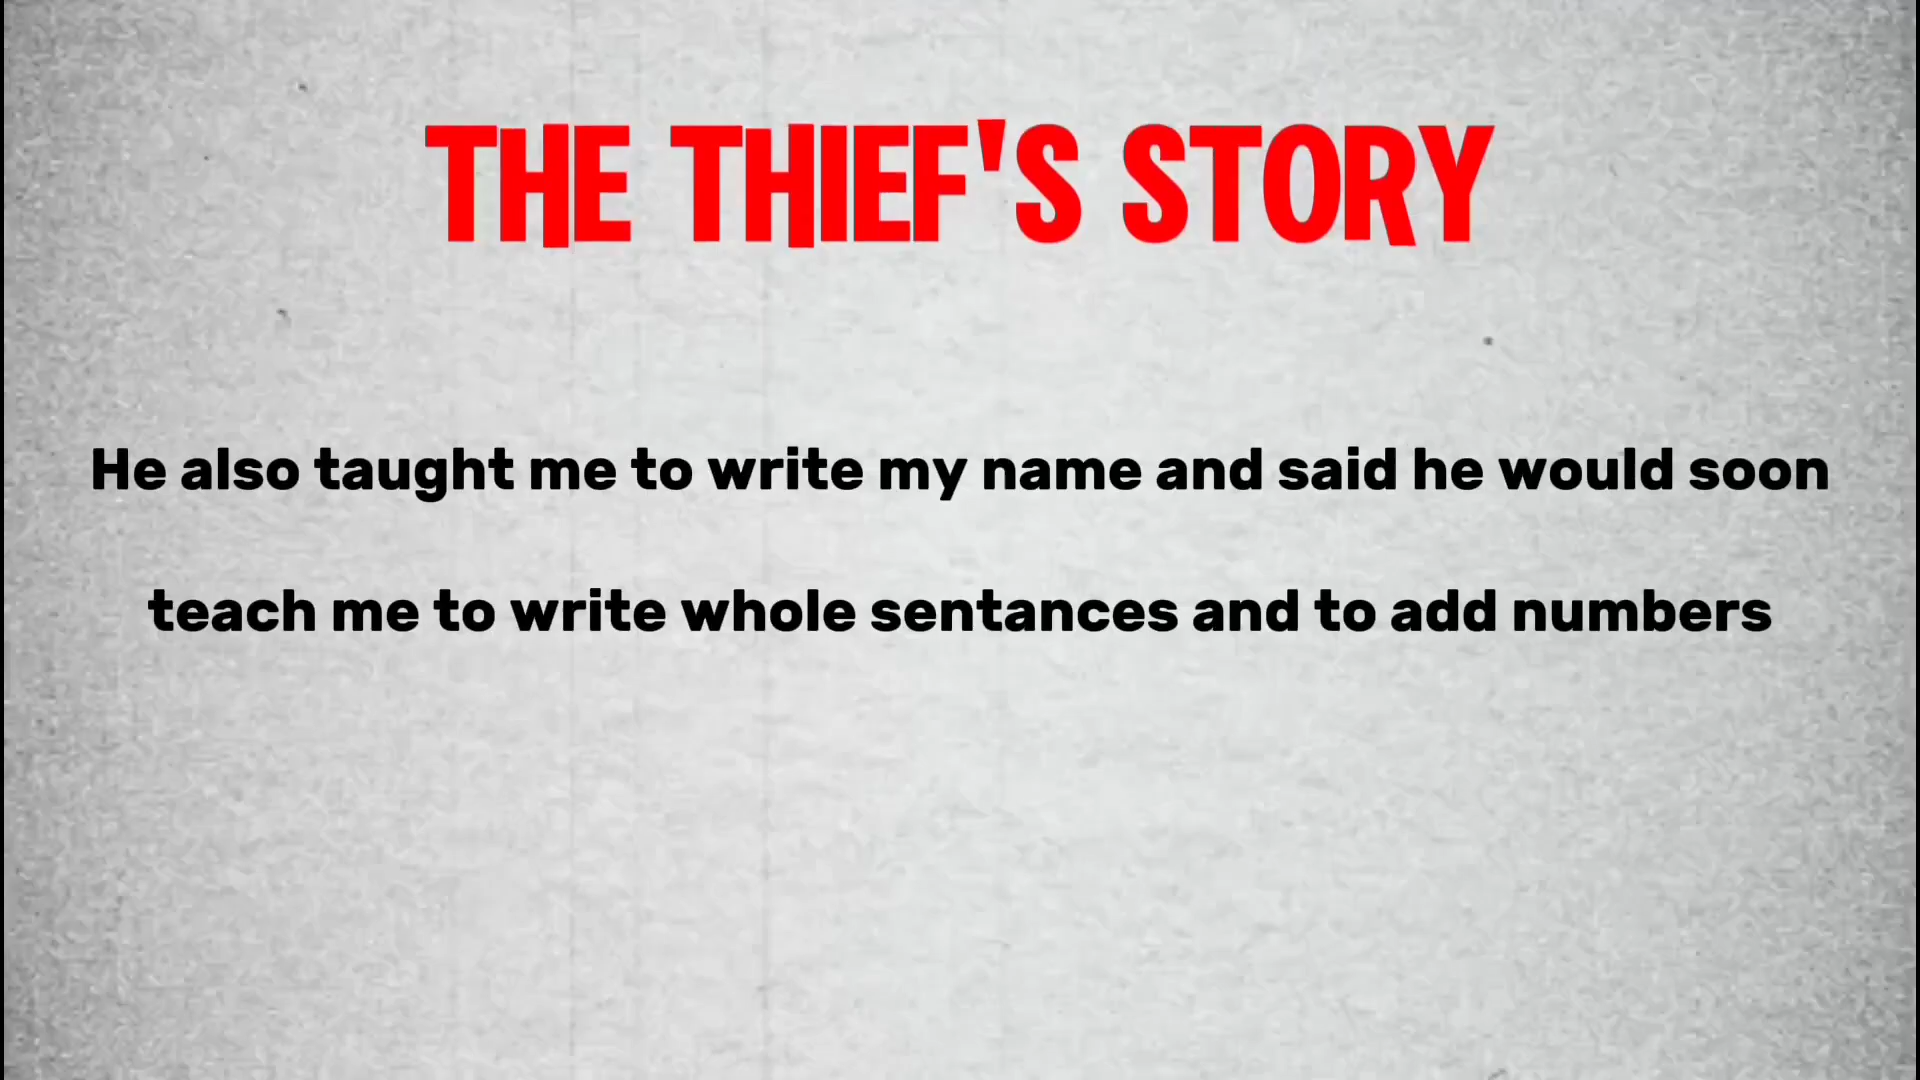 THE THIEF'S STORY
He also taught me to write my name and said he would soon
teach me to write whole sentances and to add numbers